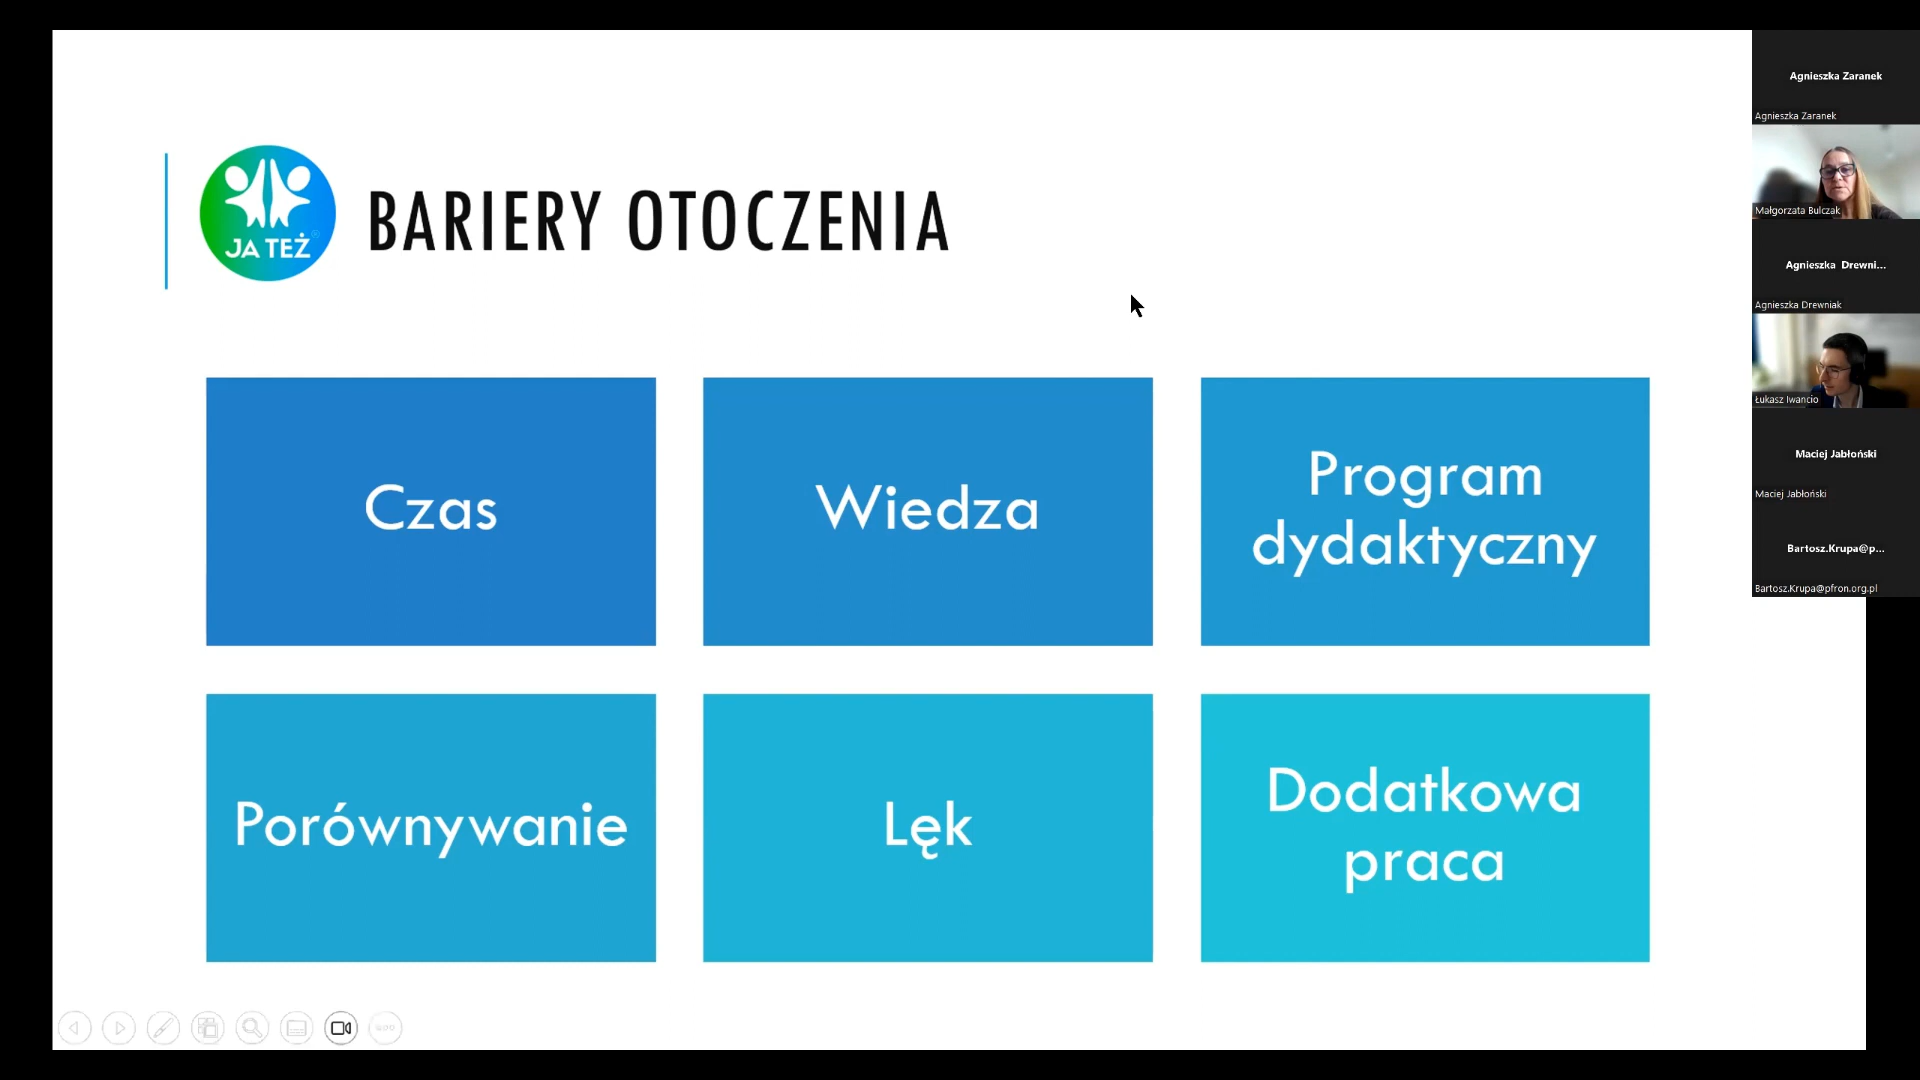 JA TEŻ
BARIERY OTOCZENIA
Czas
Wiedza
Program
dydaktyczny
Porównywanie
Lęk
Dodatkowa
praca
Agnieszka Zaranek
Agnieszka Zaranek
Małgorzata Bulczak
Agnieszka Drewni...
Agnieszka Drewniak
Łukasz Iwancio
Maciej Jabłoński
Maciej Jabłoński
Bartosz.Krupa@p...
Bartosz.Krupa@pfron.org.pl